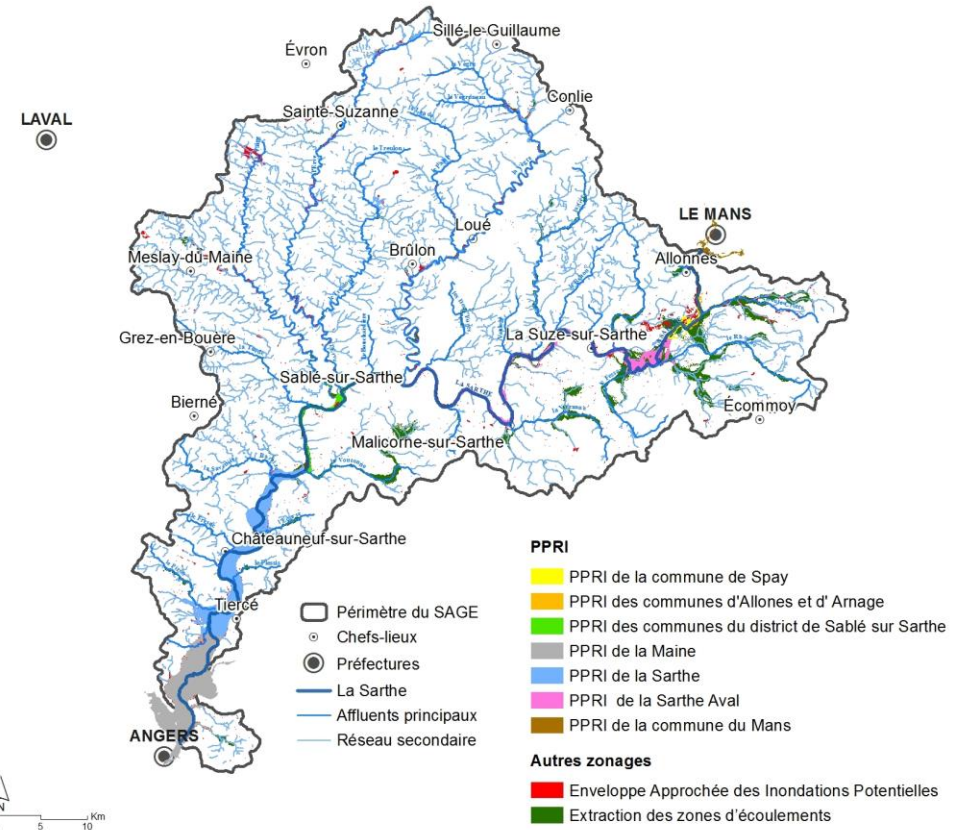 Sillé-le-Guillaume
Évron
Conlie
Sainte-Suzanne
LAVAL
LE MANS
Loué
Brûlon
Meslay-du-Maine
Allonnes
La Suze-sur-Sarthe
Grez-en-Bouère
Sablé-sur-Sarthe
LA SARTHE
Bierné
Écommoy
Malicorne-sur-Sarthe
Châteauneuf-sur-Sarthe
Tiercé
ANGERS
Périmètre du SAGE
Chefs-lieux
Préfectures
La Sarthe
Affluents principaux
Réseau secondaire
PPRI
PPRI de la commune de Spay
PPRI des communes d'Allones et d' Arnage
PPRI des communes du district de Sablé sur Sarthe
PPRI de la Maine
PPRI de la Sarthe
PPRI de la Sarthe Aval
PPRI de la commune du Mans
Autres zonages
Enveloppe Approchée des Inondations Potentielles
Extraction des zones d'écoulements
N
Km
5 10